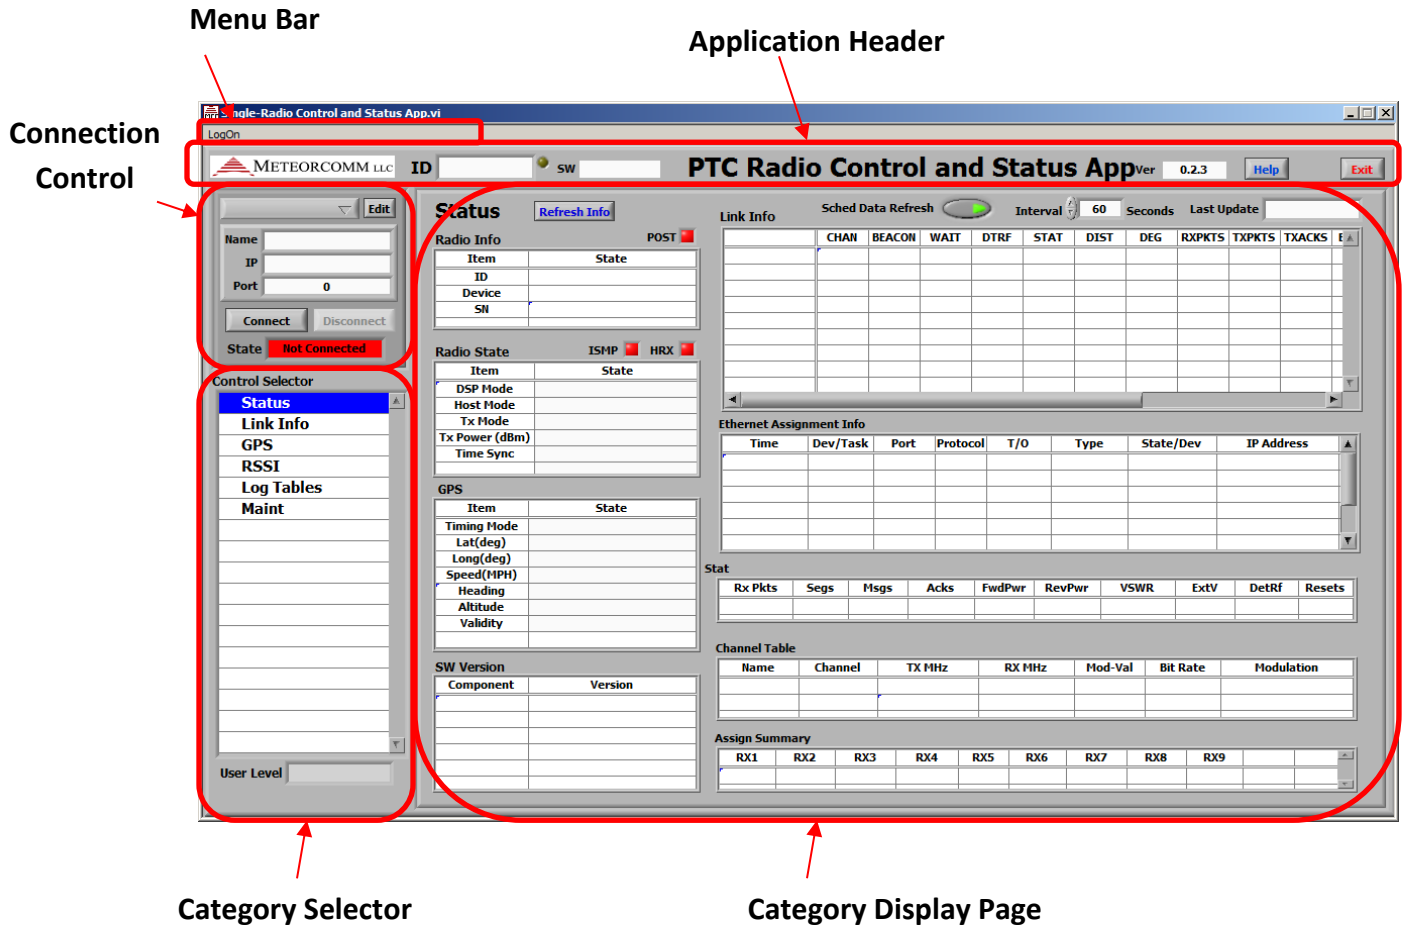 Menu Bar
Application Header
Connection
Control
Single-Radio Control and Status App.vi
LogOn
METEORCOMM LLC
ID
SW
PTC Radio Control and Status App
Ver
0.2.3
Help
Exit
Edit
Name
IP
Port
0
Connect
Disconnect
State
Not Connected
Control Selector
Status
Link Info
GPS
RSSI
Log Tables
Maint
User Level
Status
Refresh Info
Radio Info
POST
Item State
ID
Device
SN
Radio State
ISMP
HRX
Item State
DSP Mode
Host Mode
Tx Mode
Tx Power (dBm)
Time Sync
GPS
Item State
Timing Mode
Lat(deg)
Long(deg)
Speed(MPH)
Heading
Altitude
Validity
SW Version
Component Version
Link Info
Sched Data Refresh
Interval
60
Seconds
Last Update
CHAN BEACON WAIT DTRF STAT DIST DEG RXPKTS TXPKTS TXACKS
Ethernet Assignment Info
Time Dev/Task Port Protocol T/O Type State/Dev IP Address
Stat
Rx Pkts Segs Msgs Acks FwdPwr RevPwr VSWR ExtV DetRf Resets
Channel Table
Name Channel TX MHz RX MHz Mod-Val Bit Rate Modulation
Assign Summary
RX1 RX2 RX3 RX4 RX5 RX6 RX7 RX8 RX9
Category Selector
Category Display Page